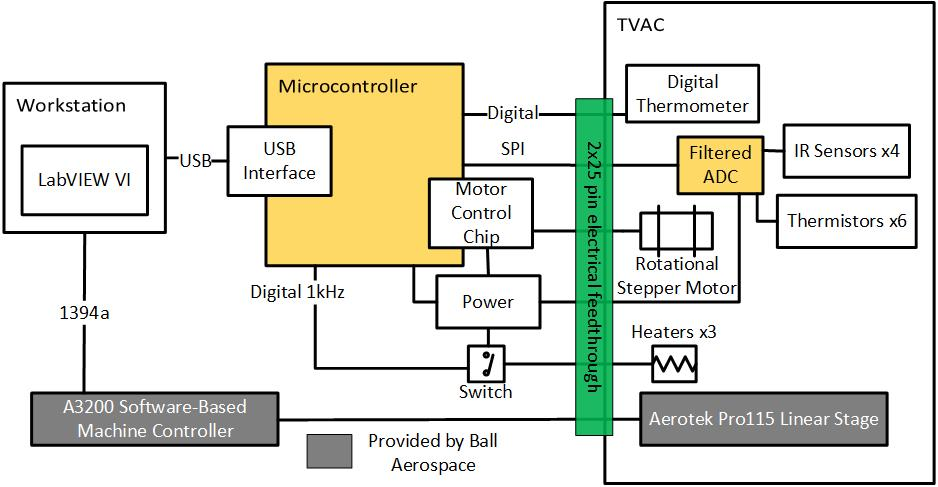 TVAC
Workstation
LabVIEW VI
USB
Microcontroller
USB
Interface
Motor
Control
Chip
Digital
SPI
2x25 pin electrical feedthrough
Digital
Thermometer
Filtered
ADC
IR Sensors x4
Thermistors x6
Rotational
Stepper Motor
Digital 1kHz
Power
Switch
Heaters x3
1394a
A3200 Software-Based
Machine Controller
Aerotek Pro115 Linear Stage
Provided by Ball
Aerospace